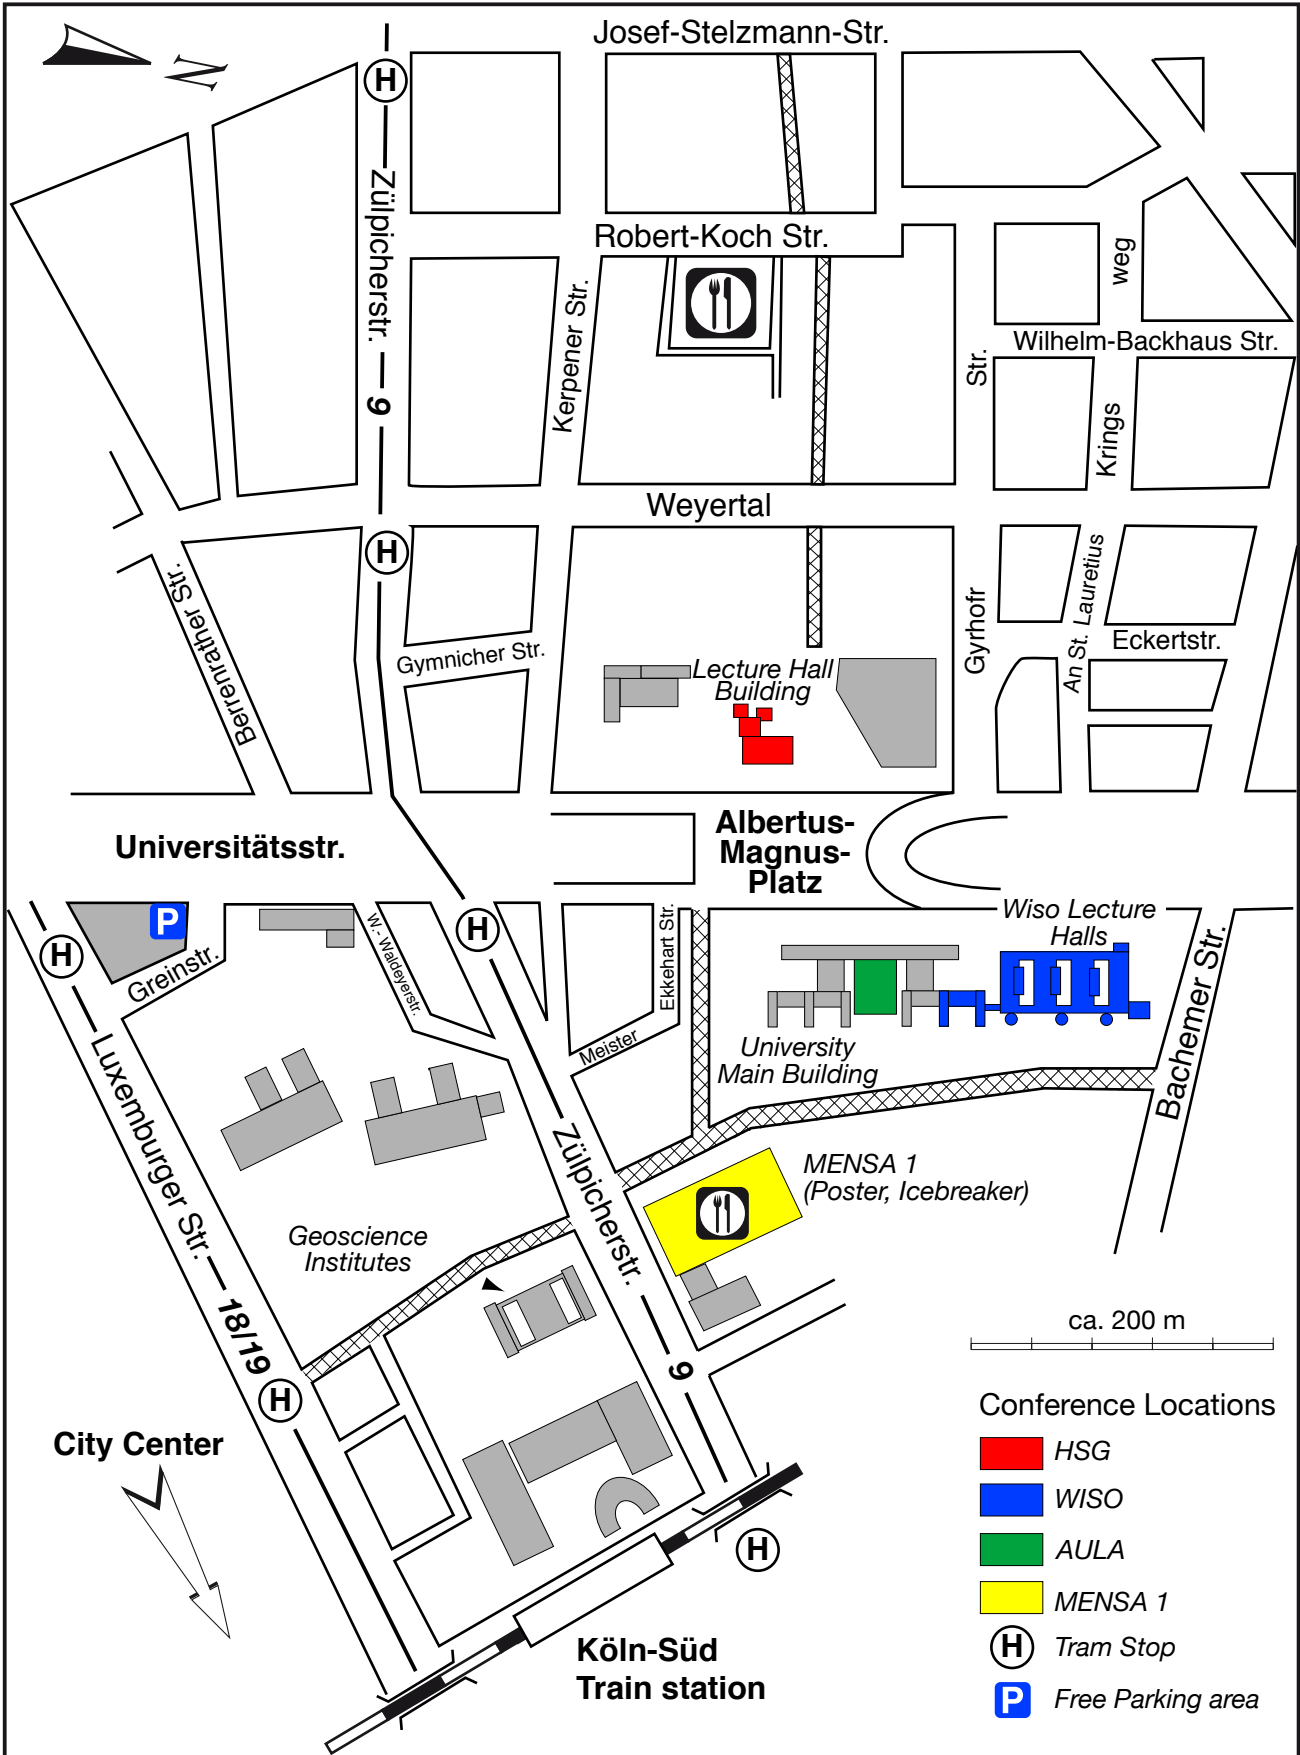 Josef-Stelzmann-Str.
N
H
Zülpicherstr.
Robert-Koch Str.
weg
Kerpener Str.
Wilhelm-Backhaus Str.
Str.
9
Krings
Weyertal
H
Berrenrather Str.
Gymnicher Str.
Gyrhofr
An St. Lauretius
Eckertstr.
Lecture Hall
Building
Universitätsstr.
Albertus-
Magnus-
Platz
P
H
Greinstr.
W.- Waldeyerstr.
H
Ekkehart Str.
Meister
Wiso Lecture
Halls
Bachemer Str.
University
Main Building
Luxemburger Str.
Zülpicherstr.
MENSA 1
(Poster, Icebreaker)
Geoscience
Institutes
18/19
9
H
ca. 200 m
City Center
Conference Locations
HSG
WISO
AULA
MENSA 1
H
Tram Stop
P
Free Parking area
H
Köln-Süd
Train station